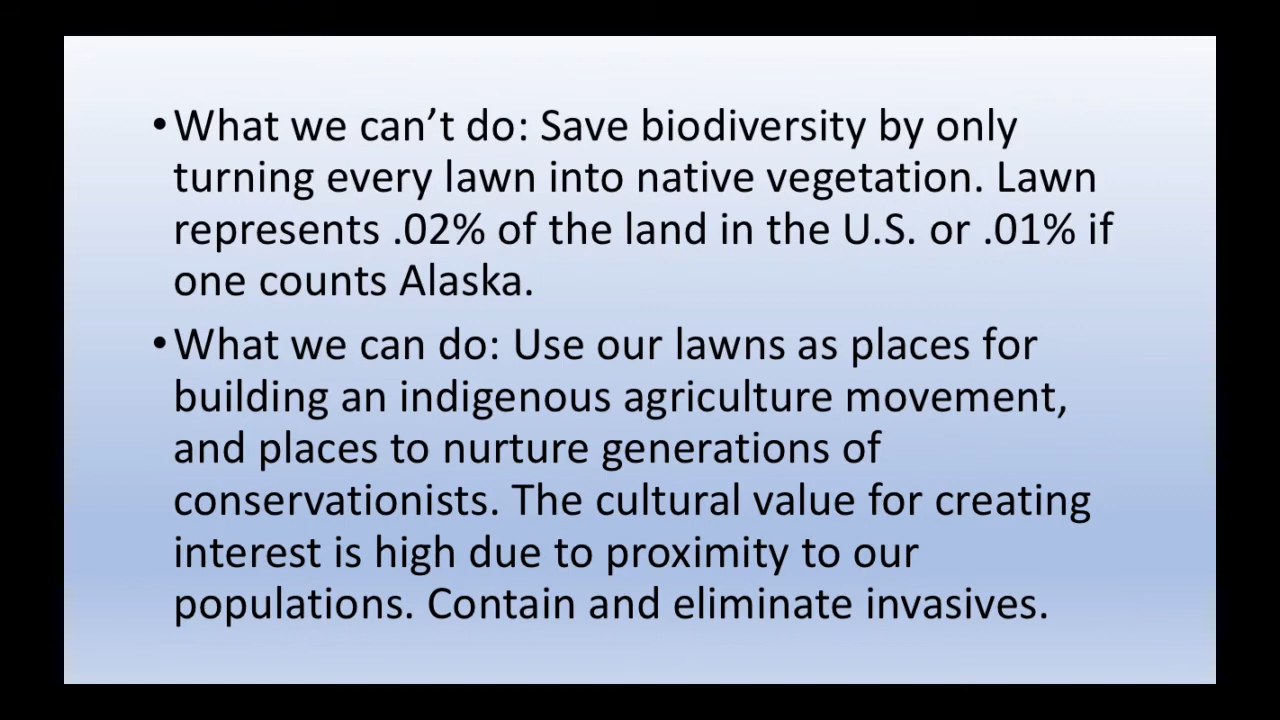 •What we can’t do: Save biodiversity by only
turning every lawn into native vegetation. Lawn
represents .02% of the land in the U.S. or .01% if
one counts Alaska.
•What we can do: Use our lawns as places for
building an indigenous agriculture movement,
and places to nurture generations of
conservationists. The cultural value for creating
interest is high due to proximity to our
populations. Contain and eliminate invasives.